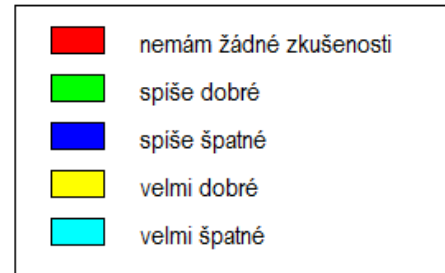 nemám žádné zkušenosti
spíše dobré
spíše špatné
velmi dobré
velmi špatné